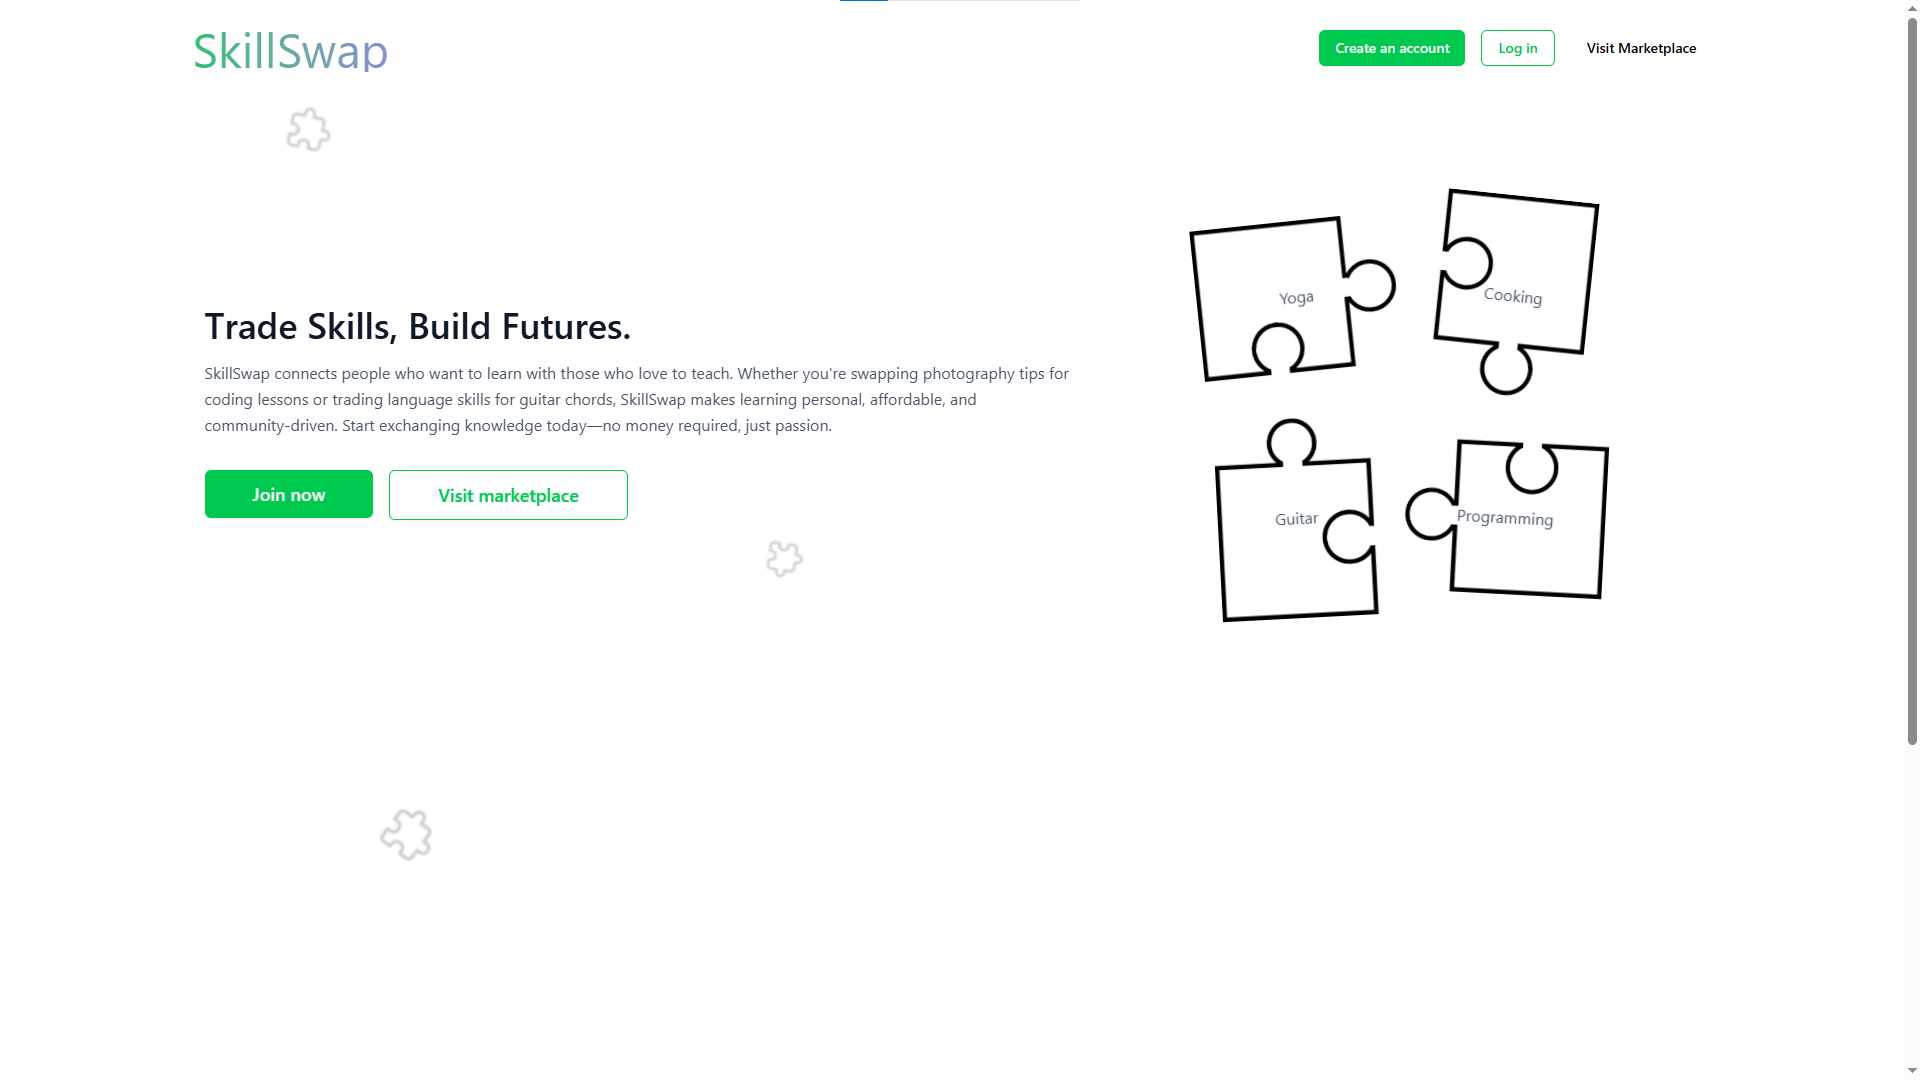 SkillSwap
Create an account
Log in
Visit Marketplace
Trade Skills, Build Futures.
SkillSwap connects people who want to learn with those who love to teach. Whether you're swapping photography tips for
coding lessons or trading language skills for guitar chords, SkillSwap makes learning personal, affordable, and
community-driven. Start exchanging knowledge today—no money required, just passion.
Join now
Visit marketplace
Yoga
Cooking
Guitar
Programming